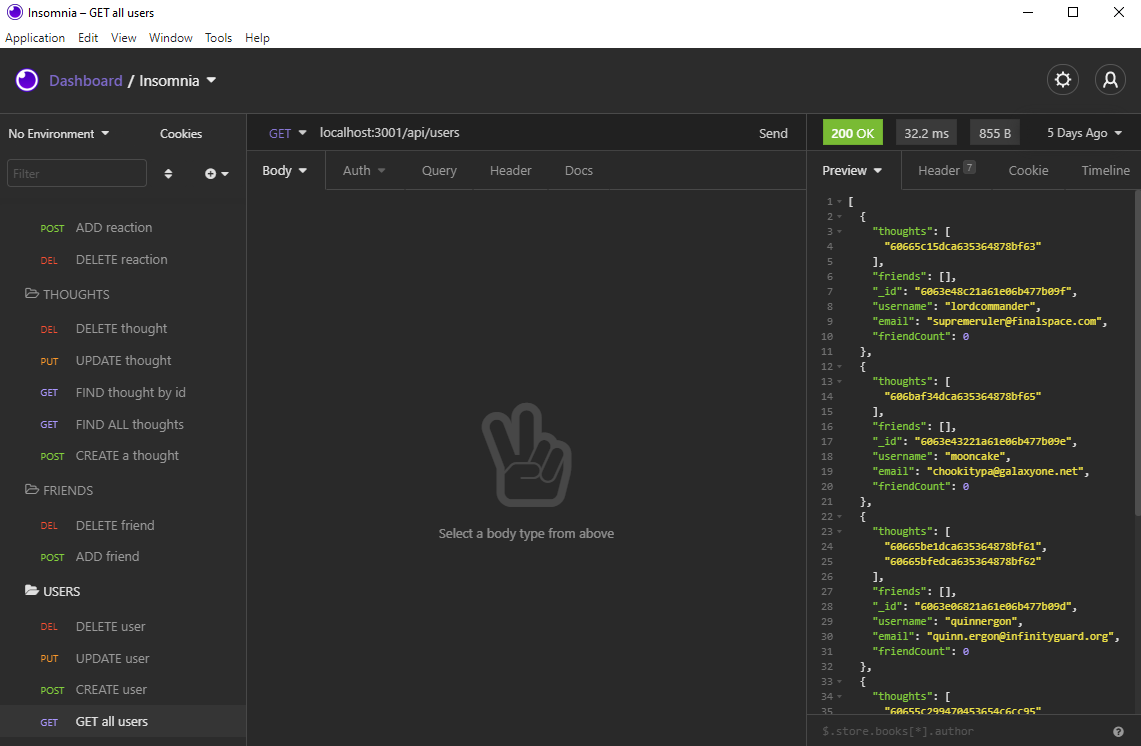 Insomnia – GET all users
Application Edit View Window Tools Help
Dashboard / Insomnia
No Environment Cookies
Filter
POST ADD reaction
DEL DELETE reaction
THOUGHTS
DEL DELETE thought
PUT UPDATE thought
GET FIND thought by id
GET FIND ALL thoughts
POST CREATE a thought
FRIENDS
DEL DELETE friend
POST ADD friend
USERS
DEL DELETE user
PUT UPDATE user
POST CREATE user
GET GET all users
GET localhost:3001/api/users Send
Body Auth Query Header Docs
Select a body type from above
200 OK 32.2 ms 855 B 5 Days Ago
Preview Header 7 Cookie Timeline
1 [
2 {
3 "thoughts": [
4 "60665c15dca635364878bf63"
5 ],
6 "friends": [],
7 "_id": "6063e48c21a61e06b477b09f",
8 "username": "lordcommander",
9 "email": "supremeruler@finalspace.com",
10 "friendCount": 0
11 },
12 {
13 "thoughts": [
14 "606baf34dca635364878bf65"
15 ],
16 "friends": [],
17 "_id": "6063e43221a61e06b477b09e",
18 "username": "mooncake",
19 "email": "chookitypa@galaxyone.net",
20 "friendCount": 0
21 },
22 {
23 "thoughts": [
24 "60665be1dca635364878bf61",
25 "60665bfedca635364878bf62"
26 ],
27 "friends": [],
28 "_id": "6063e06821a61e06b477b09d",
29 "username": "quinnergon",
30 "email": "quinn.ergon@infinityguard.org",
31 "friendCount": 0
32 },
33 {
34 "thoughts": [
35 "60655c299470453654c6cc95"
$.store.books[*].author